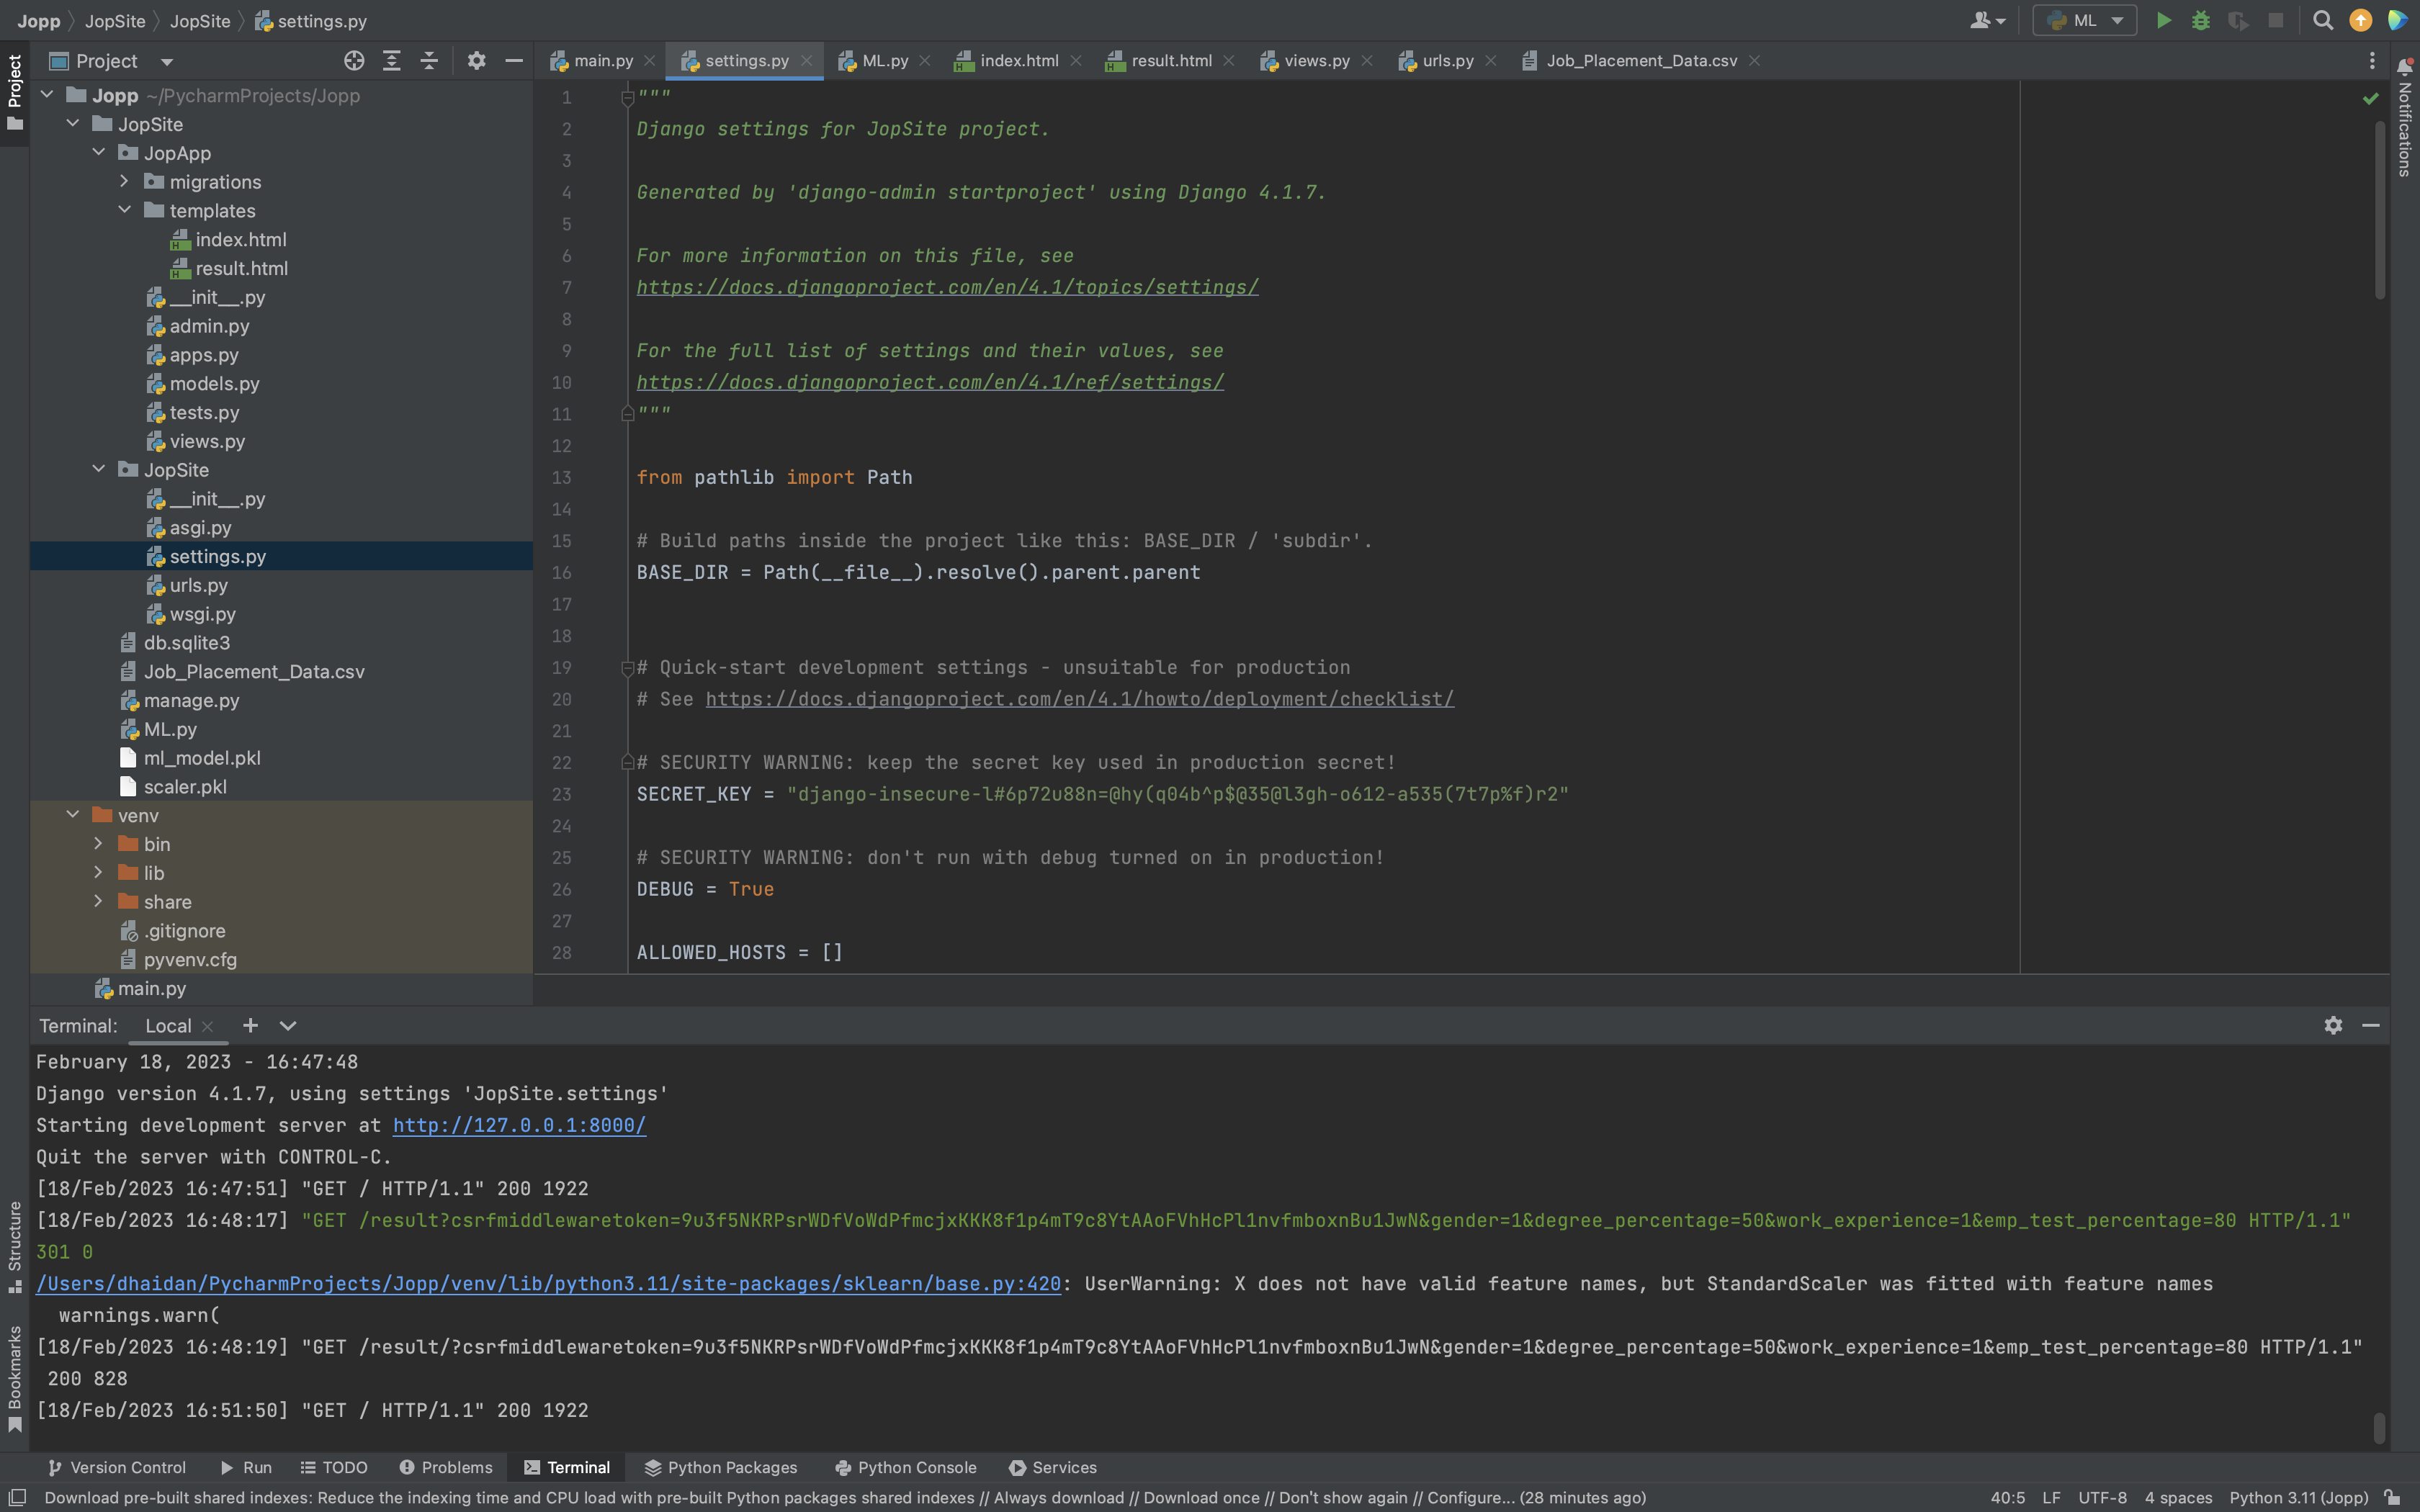 Jopp JopSite JopSite settings.py
ML
Project
Project
main.py settings.py ML.py index.html result.html views.py urls.py Job_Placement_Data.csv
Notifications
Jopp ~/PycharmProjects/Jopp
JopSite
JopApp
migrations
templates
index.html
result.html
__init__.py
admin.py
apps.py
models.py
tests.py
views.py
JopSite
__init__.py
asgi.py
settings.py
urls.py
wsgi.py
db.sqlite3
Job_Placement_Data.csv
manage.py
ML.py
ml_model.pkl
scaler.pkl
venv
bin
lib
share
.gitignore
pyvenv.cfg
main.py
1 """
2 Django settings for JopSite project.
3
4 Generated by 'django-admin startproject' using Django 4.1.7.
5
6 For more information on this file, see
7 https://docs.djangoproject.com/en/4.1/topics/settings/
8
9 For the full list of settings and their values, see
10 https://docs.djangoproject.com/en/4.1/ref/settings/
11 """
12
13 from pathlib import Path
14
15 # Build paths inside the project like this: BASE_DIR / 'subdir'.
16 BASE_DIR = Path(__file__).resolve().parent.parent
17
18
19 # Quick-start development settings - unsuitable for production
20 # See https://docs.djangoproject.com/en/4.1/howto/deployment/checklist/
21
22 # SECURITY WARNING: keep the secret key used in production secret!
23 SECRET_KEY = "django-insecure-l#6p72u88n=@hy(q04b^p$@35@l3gh-o612-a535(7t7p%f)r2"
24
25 # SECURITY WARNING: don't run with debug turned on in production!
26 DEBUG = True
27
28 ALLOWED_HOSTS = []
Terminal: Local
February 18, 2023 - 16:47:48
Django version 4.1.7, using settings 'JopSite.settings'
Starting development server at http://127.0.0.1:8000/
Quit the server with CONTROL-C.
[18/Feb/2023 16:47:51] "GET / HTTP/1.1" 200 1922
[18/Feb/2023 16:48:17] "GET /result?csrfmiddlewaretoken=9u3f5NKRPsrWDfVoWdPfmcjxKKK8f1p4mT9c8YtAAoFVhHcPl1nvfmboxnBu1JwN&gender=1&degree_percentage=50&work_experience=1&emp_test_percentage=80 HTTP/1.1"
301 0
/Users/dhaidan/PycharmProjects/Jopp/venv/lib/python3.11/site-packages/sklearn/base.py:420: UserWarning: X does not have valid feature names, but StandardScaler was fitted with feature names
warnings.warn(
[18/Feb/2023 16:48:19] "GET /result/?csrfmiddlewaretoken=9u3f5NKRPsrWDfVoWdPfmcjxKKK8f1p4mT9c8YtAAoFVhHcPl1nvfmboxnBu1JwN&gender=1&degree_percentage=50&work_experience=1&emp_test_percentage=80 HTTP/1.1"
200 828
[18/Feb/2023 16:51:50] "GET / HTTP/1.1" 200 1922
Structure
Bookmarks
Version Control Run TODO Problems Terminal Python Packages Python Console Services
Download pre-built shared indexes: Reduce the indexing time and CPU load with pre-built Python packages shared indexes // Always download // Download once // Don't show again // Configure... (28 minutes ago) 40:5 LF UTF-8 4 spaces Python 3.11 (Jopp)